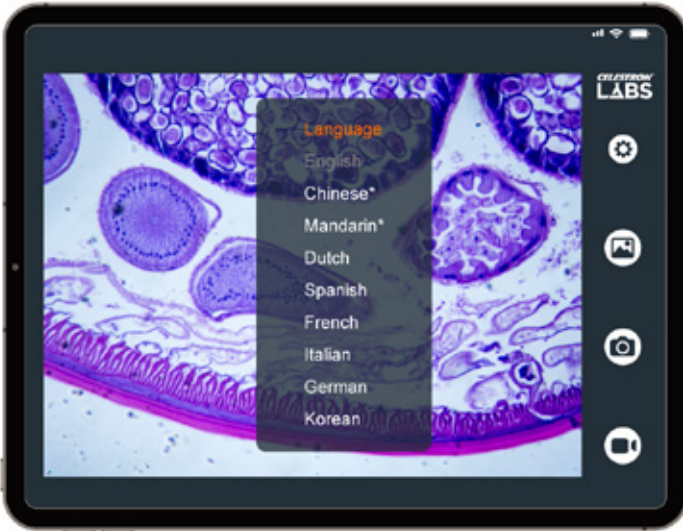 CELESTRON
LABS
Language
English
Chinese*
Mandarin*
Dutch
Spanish
French
Italian
German
Korean